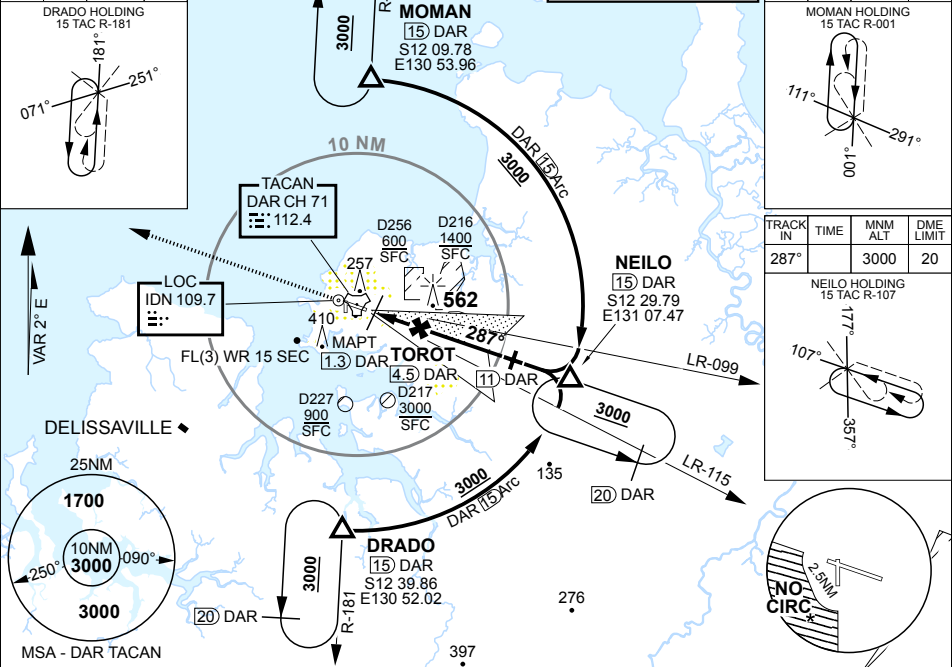 DRADO HOLDING
15 TAC R-181
181°
251°
071°
MOMAN
15 DAR
S12 09.78
E130 53.96
3000
MOMAN HOLDING
15 TAC R-001
111°
291°
001°
DAR 15 Arc
3000
10 NM
TACAN
DAR CH 71
112.4
D256
600
SFC
D216
1400
SFC
257
562
LOC
IDN 109.7
VAR 2° E
410
MAPT
1.3 DAR
FL(3) WR 15 SEC
TOROT
4.5 DAR
287°
11 DAR
NEILO
15 DAR
S12 29.79
E131 07.47
LR-099
LR-115
TRACK IN
TIME
MNM ALT
DME LIMIT
287°
3000
20
NEILO HOLDING
15 TAC R-107
177°
107°
357°
D227
900
SFC
D217
3000
SFC
3000
20 DAR
135
DELISSAVILLE
25NM
1700
10NM
3000
250°
090°
3000
MSA - DAR TACAN
3000
DAR 15 Arc
DRADO
15 DAR
S12 39.86
E130 52.02
3000
R-181
20 DAR
276
397
2.5NM
NO
CIRC*